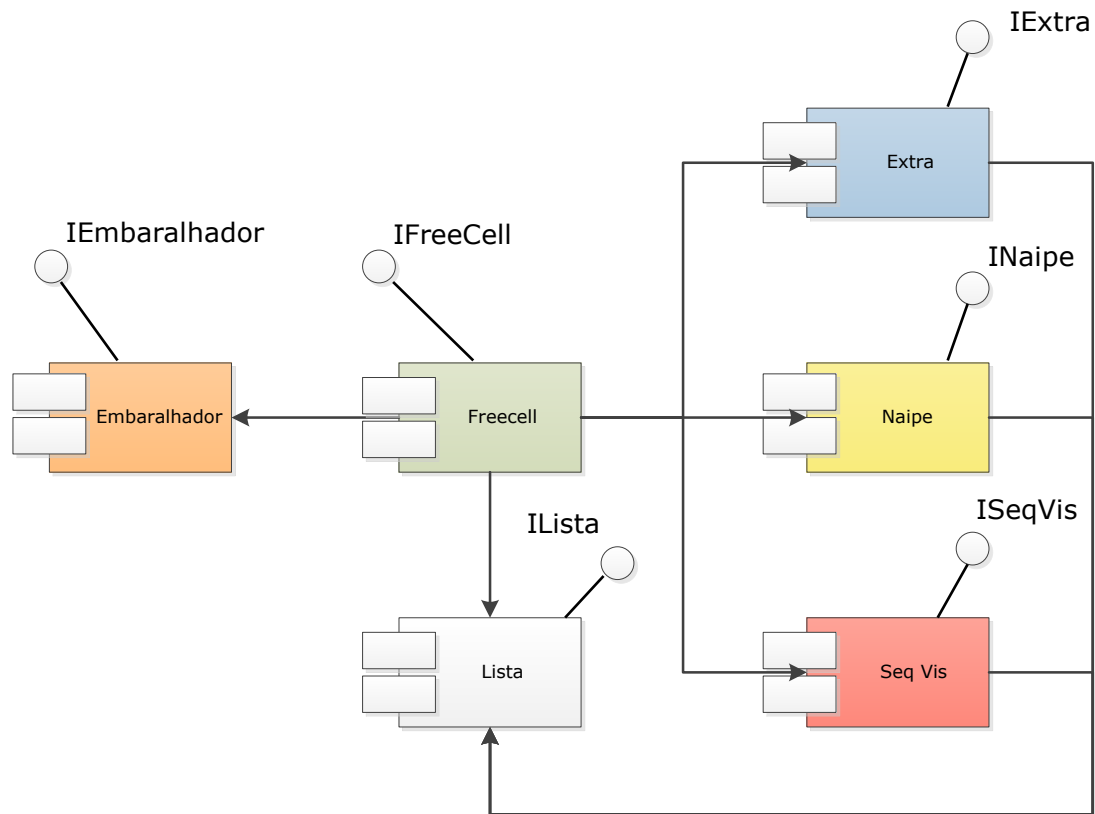 IExtra
Extra
IEmbaralhador
IFreeCell
INaipe
Embaralhador
Freecell
Naipe
ISeqVis
ILista
Lista
Seq Vis